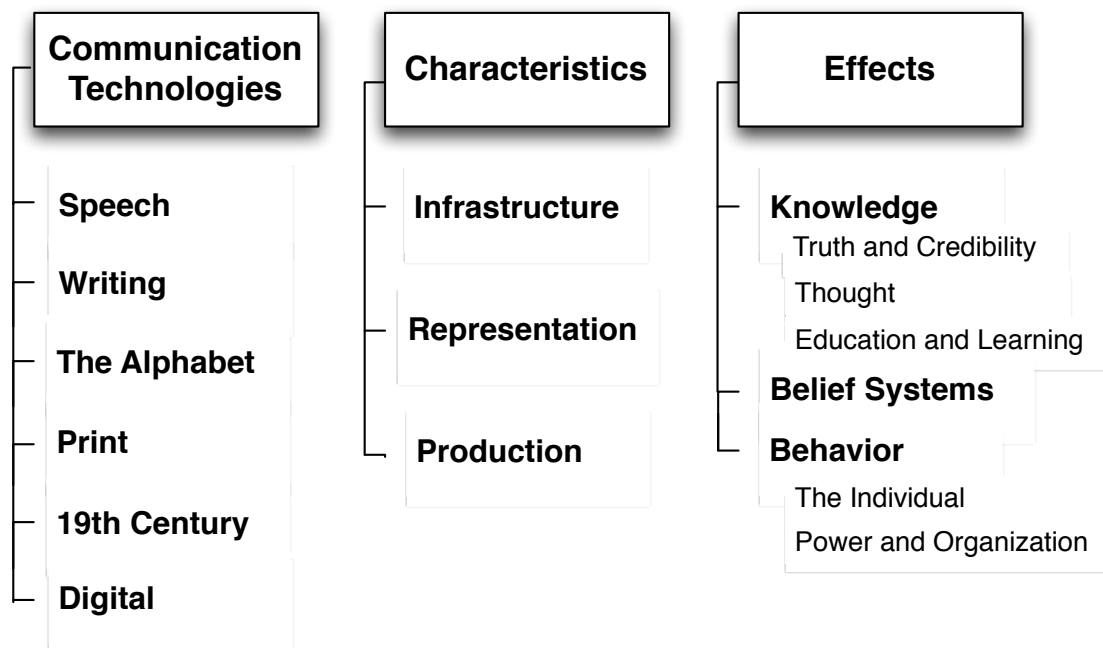 Communication
Technologies
Speech
Writing
The Alphabet
Print
19th Century
Digital
Characteristics
Infrastructure
Representation
Production
Effects
Knowledge
Truth and Credibility
Thought
Education and Learning
Belief Systems
Behavior
The Individual
Power and Organization